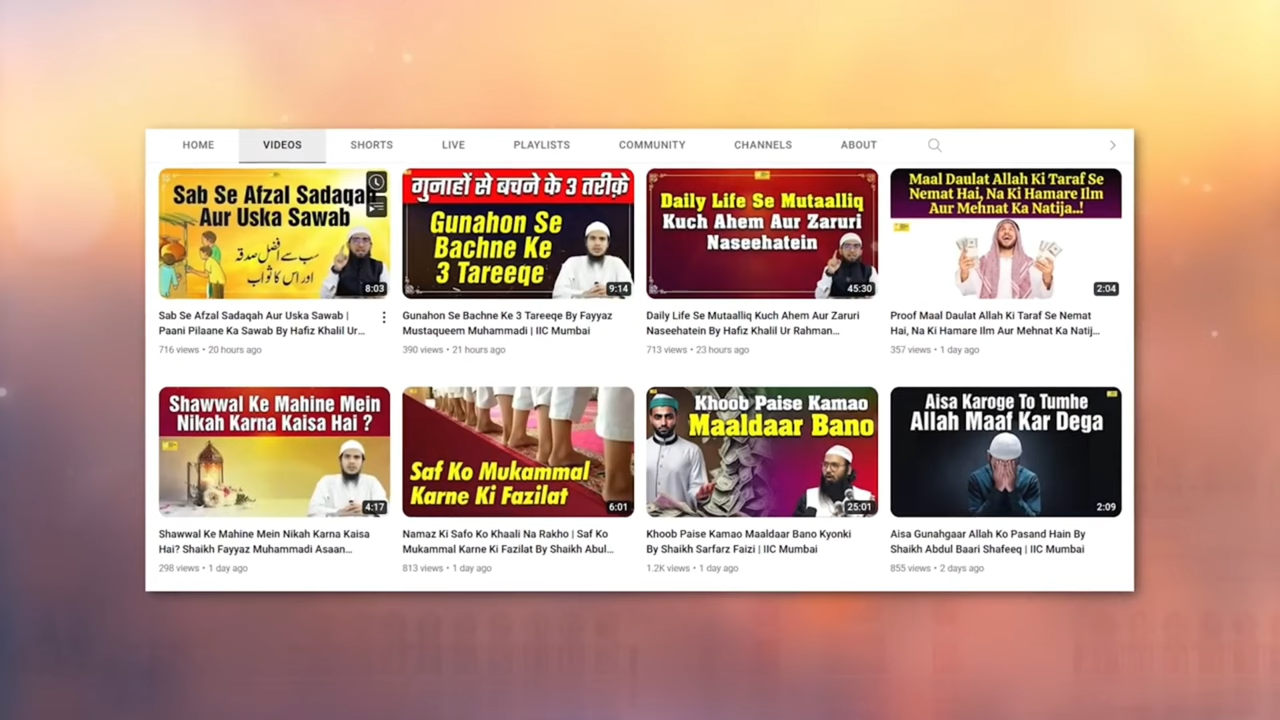 HOME VIDEOS SHORTS LIVE PLAYLISTS COMMUNITY CHANNELS ABOUT
Sab Se Afzal Sadaqah
Aur Uska Sawab
سب سے افضل صدقہ
اور اس کا ثواب
8:03
Sab Se Afzal Sadaqah Aur Uska Sawab |
Paani Pilaane Ka Sawab By Hafiz Khalil Ur...
716 views • 20 hours ago
गुनाहों से बचने के 3 तरीक़े
Gunahon Se
Bachne Ke
3 Tareeqe
9:14
Gunahon Se Bachne Ke 3 Tareeqe By Fayyaz
Mustaqueem Muhammadi | IIC Mumbai
390 views • 21 hours ago
Daily Life Se Mutaalliq
Kuch Ahem Aur Zaruri
Naseehatein
45:30
Daily Life Se Mutaalliq Kuch Ahem Aur Zaruri
Naseehatein By Hafiz Khalil Ur Rahman...
713 views • 23 hours ago
Maal Daulat Allah Ki Taraf Se
Nemat Hai, Na Ki Hamare Ilm
Aur Mehnat Ka Natija..!
2:04
Proof Maal Daulat Allah Ki Taraf Se Nemat
Hai, Na Ki Hamare Ilm Aur Mehnat Ka Natij...
357 views • 1 day ago
Shawwal Ke Mahine Mein
Nikah Karna Kaisa Hai ?
4:17
Shawwal Ke Mahine Mein Nikah Karna Kaisa
Hai? Shaikh Fayyaz Muhammadi Asaan...
298 views • 1 day ago
Saf Ko Mukammal
Karne Ki Fazilat
6:01
Namaz Ki Safo Ko Khaali Na Rakho | Saf Ko
Mukammal Karne Ki Fazilat By Shaikh Abul...
813 views • 1 day ago
Khoob Paise Kamao
Maaldaar Bano
25:01
Khoob Paise Kamao Maaldaar Bano Kyonki
By Shaikh Sarfarz Faizi | IIC Mumbai
1.2K views • 1 day ago
Aisa Karoge To Tumhe
Allah Maaf Kar Dega
2:09
Aisa Gunahgaar Allah Ko Pasand Hain By
Shaikh Abdul Baari Shafeeq | IIC Mumbai
855 views • 2 days ago